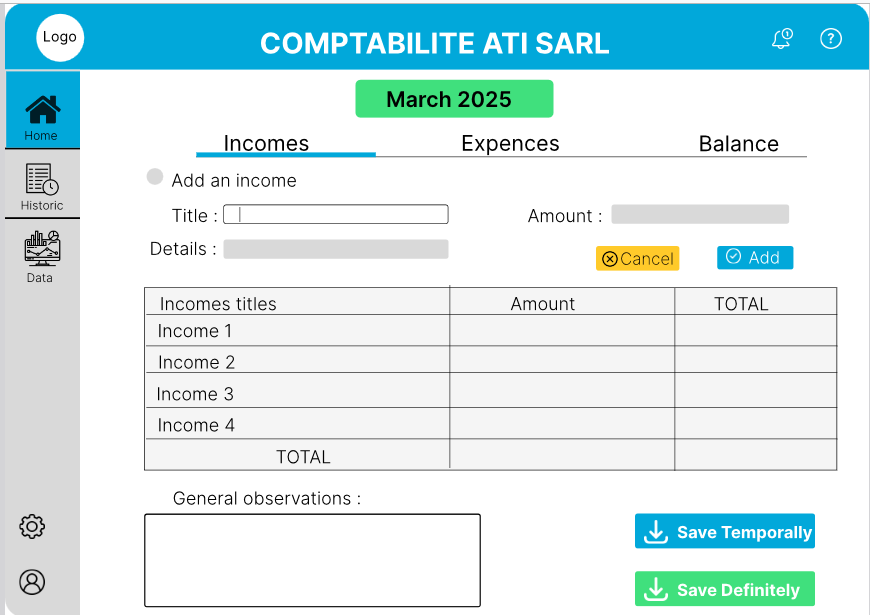 Logo
COMPTABILITE ATI SARL
1
?
March 2025
Home
Incomes
Expences
Balance
Historic
Add an income
Title :
Amount :
Details :
Cancel
Add
Data
Incomes titles
Amount
TOTAL
Income 1
Income 2
Income 3
Income 4
TOTAL
General observations :
Save Temporally
Save Definitely